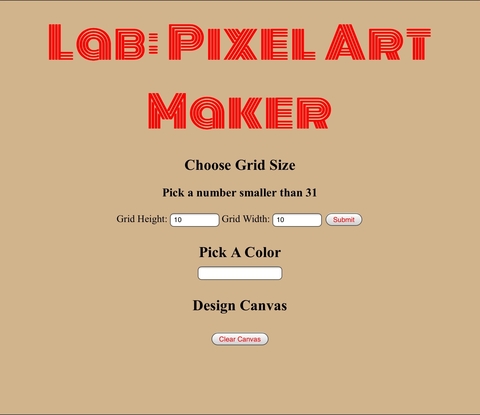 Lab: Pixel Art
Maker
Choose Grid Size
Pick a number smaller than 31
Grid Height: 10 Grid Width: 10 Submit
Pick A Color
Design Canvas
Clear Canvas